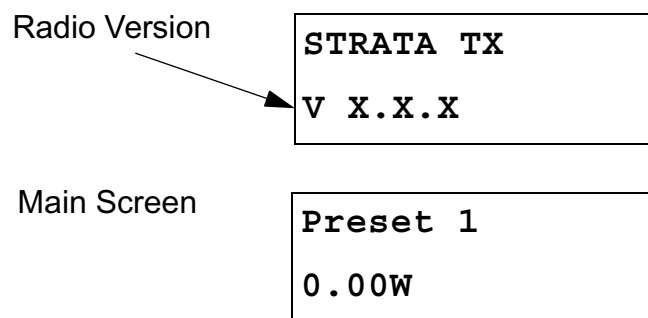 Radio Version
STRATA TX
V X.X.X
Main Screen
Preset 1
0.00W